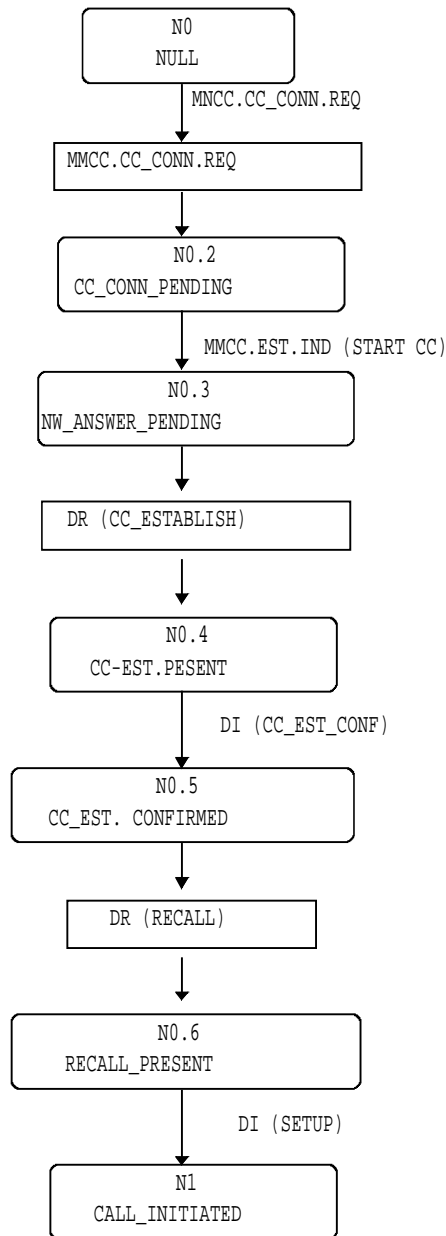 N0
NULL
MNCC.CC_CONN.REQ
MMCC.CC_CONN.REQ
N0.2
CC_CONN_PENDING
MMCC.EST.IND (START CC)
N0.3
NW_ANSWER_PENDING
DR (CC_ESTABLISH)
N0.4
CC-EST.PESENT
DI (CC_EST_CONF)
N0.5
CC_EST. CONFIRMED
DR (RECALL)
N0.6
RECALL_PRESENT
DI (SETUP)
N1
CALL_INITIATED